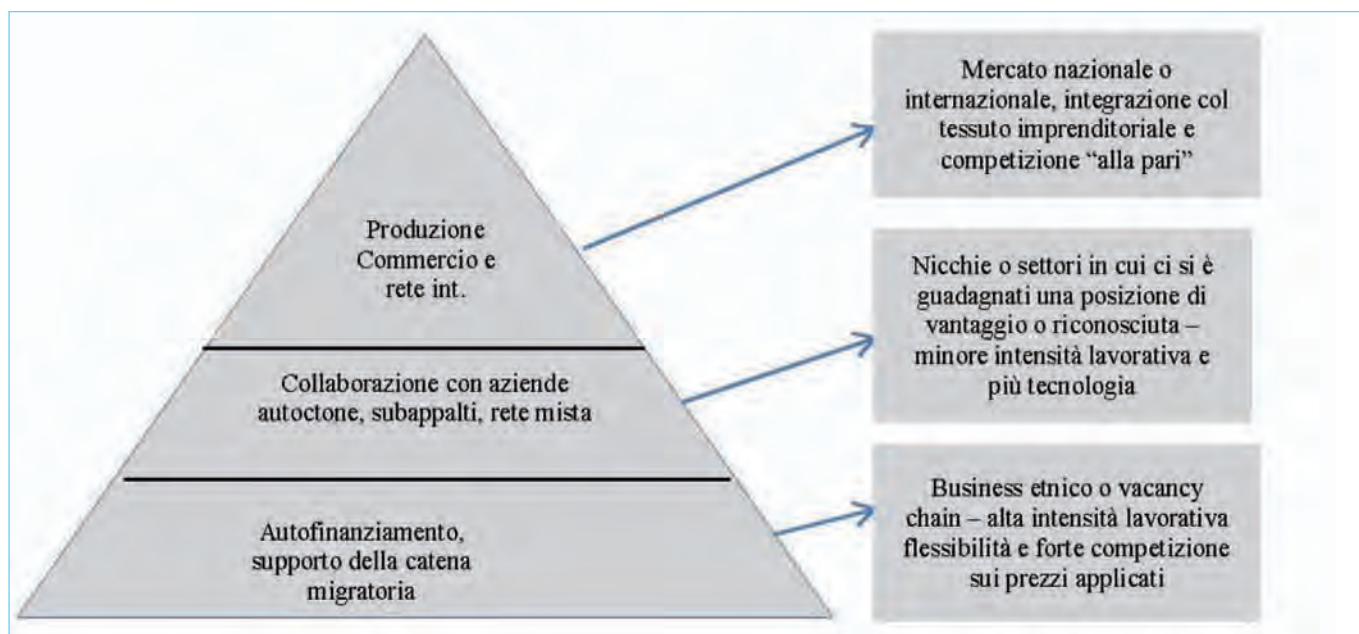 Produzione
Commercio e
rete int.
Mercato nazionale o
internazionale, integrazione col
tessuto imprenditoriale e
competizione “alla pari”
Collaborazione con aziende
autoctone, subappalti, rete mista
Nicchie o settori in cui ci si è
guadagnati una posizione di
vantaggio o riconosciuta –
minore intensità lavorativa e
più tecnologia
Autofinanziamento,
supporto della catena
migratoria
Business etnico o vacancy
chain – alta intensità lavorativa
flessibilità e forte competizione
sui prezzi applicati